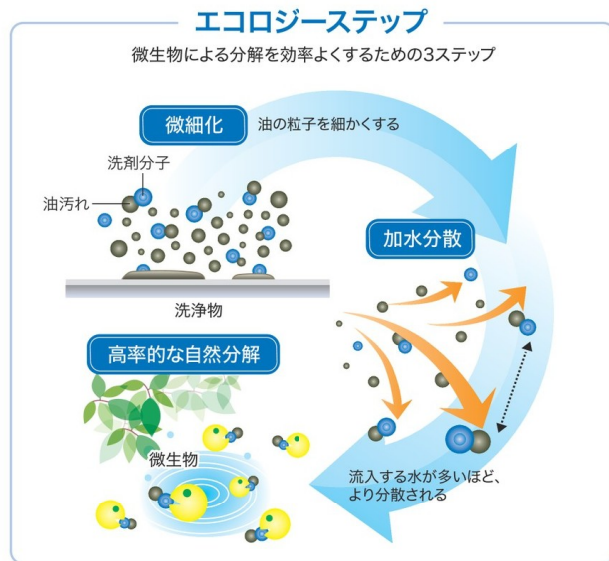 エコロジーステップ
微生物による分解を効率よくするための3ステップ
微細化
油の粒子を細かくする
洗剤分子
油汚れ
洗浄物
加水分散
流入する水が多いほど、
より分散される
高率的な自然分解
微生物